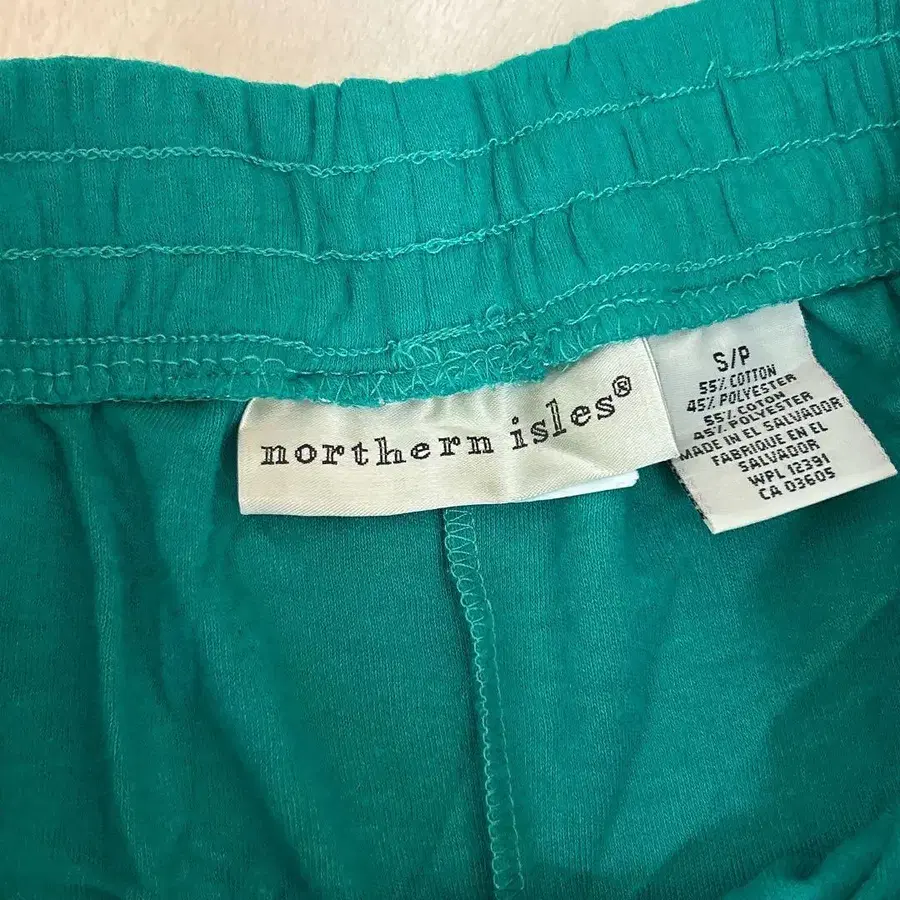 northern isles®
S/P
55% COTTON
45% POLYESTER
55% COTON
45% POLYESTER
MADE IN EL SALVADOR
FABRIQUE EN EL
SALVADOR
WPL 12391
CA 03605